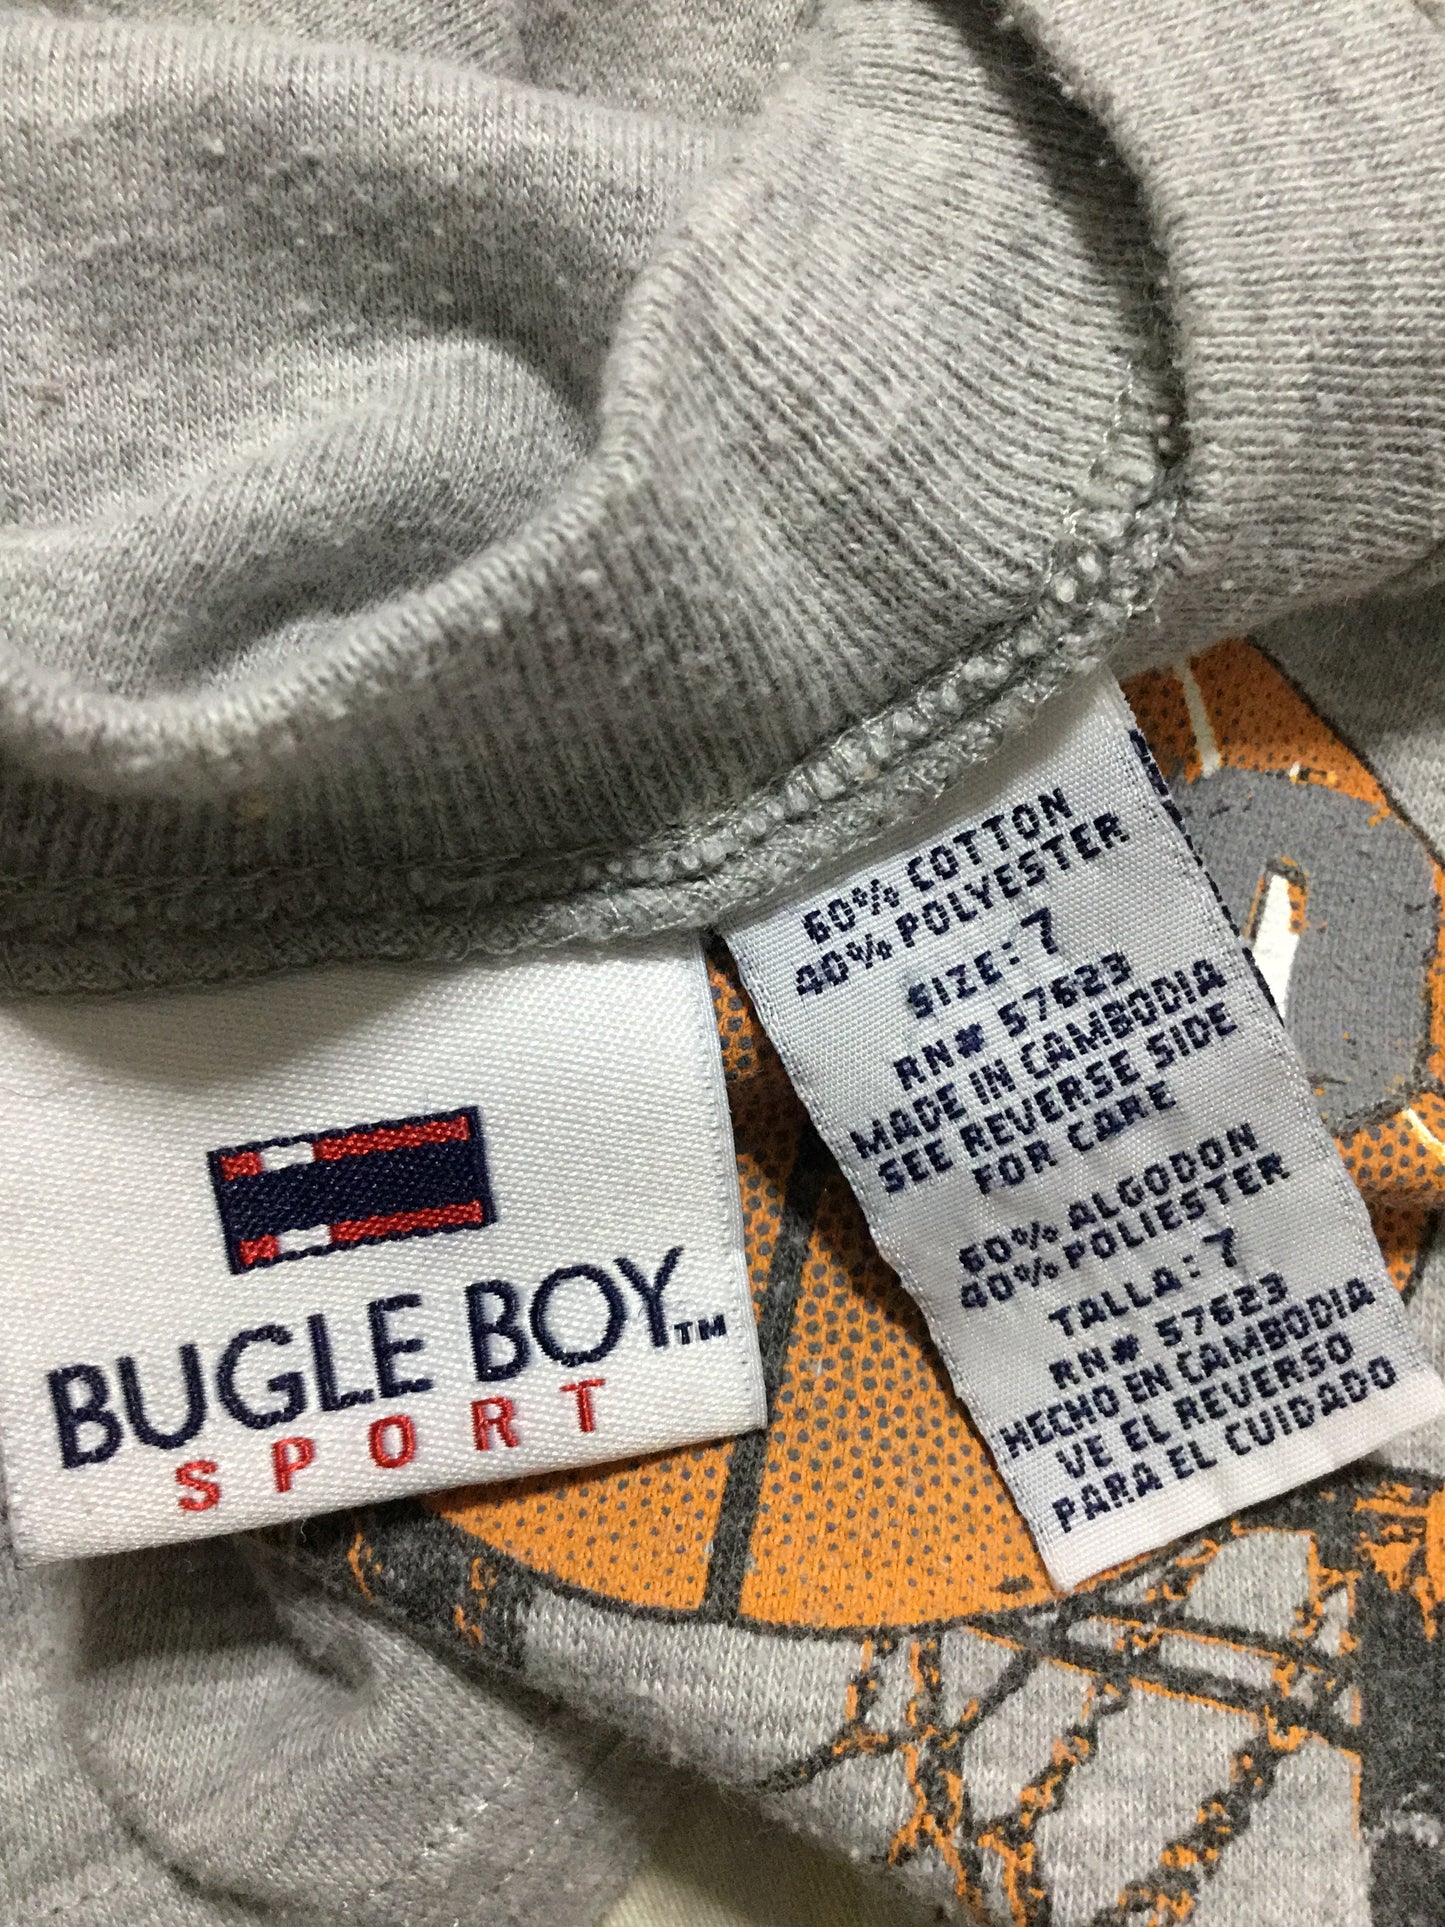 BUGLE BOY™
SPORT
60% COTTON
40% POLYESTER
SIZE: 7
RN# 57623
MADE IN CAMBODIA
SEE REVERSE SIDE
FOR CARE
60% ALGODON
40% POLIESTER
TALLA: 7
RN# 57623
HECHO EN CAMBODIA
VE EL REVERSO
PARA EL CUIDADO